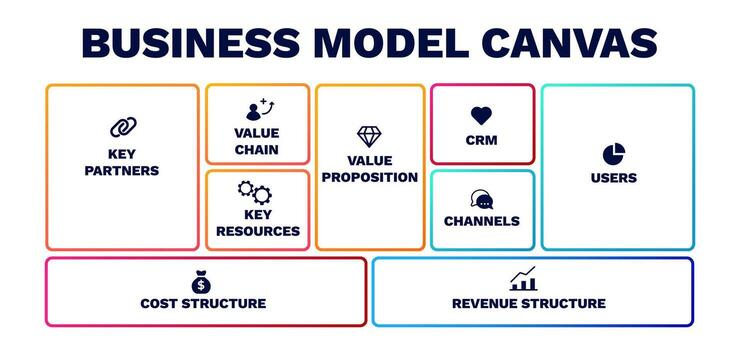 BUSINESS MODEL CANVAS
KEY
PARTNERS
VALUE
CHAIN
KEY
RESOURCES
VALUE
PROPOSITION
CRM
CHANNELS
USERS
$
COST STRUCTURE
REVENUE STRUCTURE